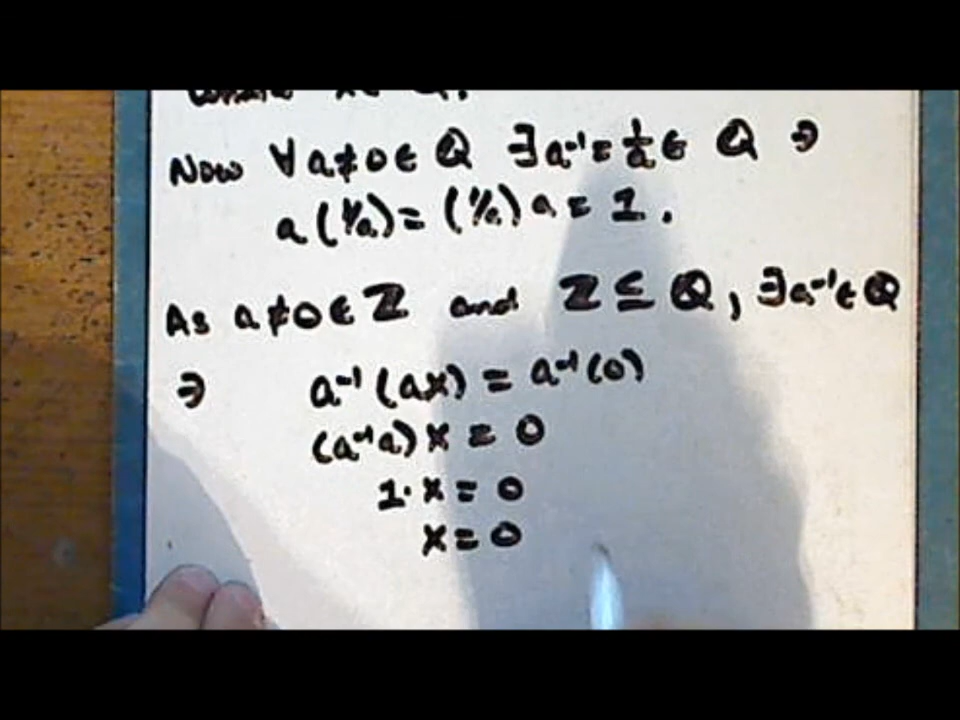 Now ∀ a ≠ 0 ∈ ℚ ∃ a⁻¹ = 1/a ∈ ℚ ∋
a (1/a) = (1/a) a = 1 .
As a ≠ 0 ∈ ℤ and ℤ ⊆ ℚ , ∃ a⁻¹ ∈ ℚ
∋ a⁻¹ (ax) = a⁻¹ (0)
(a⁻¹a) x = 0
1 · x = 0
x = 0